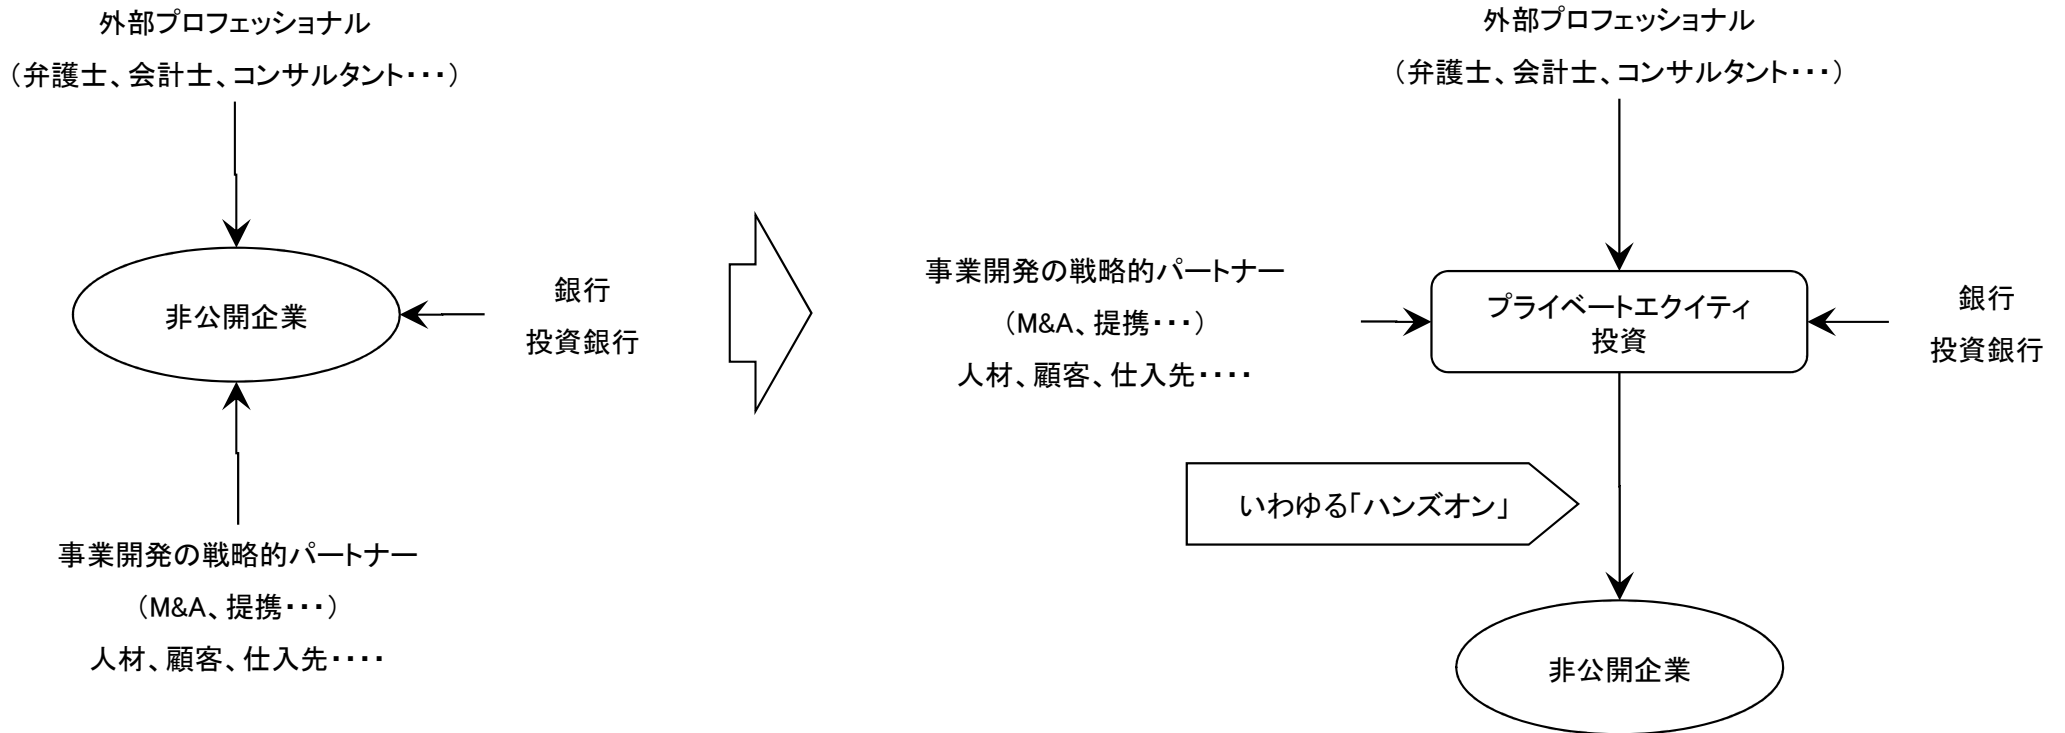 外部プロフェッショナル
（弁護士、会計士、コンサルタント・・・）
非公開企業
銀行
投資銀行
事業開発の戦略的パートナー
（M&A、提携・・・）
人材、顧客、仕入先・・・・
外部プロフェッショナル
（弁護士、会計士、コンサルタント・・・）
事業開発の戦略的パートナー
（M&A、提携・・・）
人材、顧客、仕入先・・・・
プライベートエクイティ
投資
銀行
投資銀行
いわゆる「ハンズオン」
非公開企業